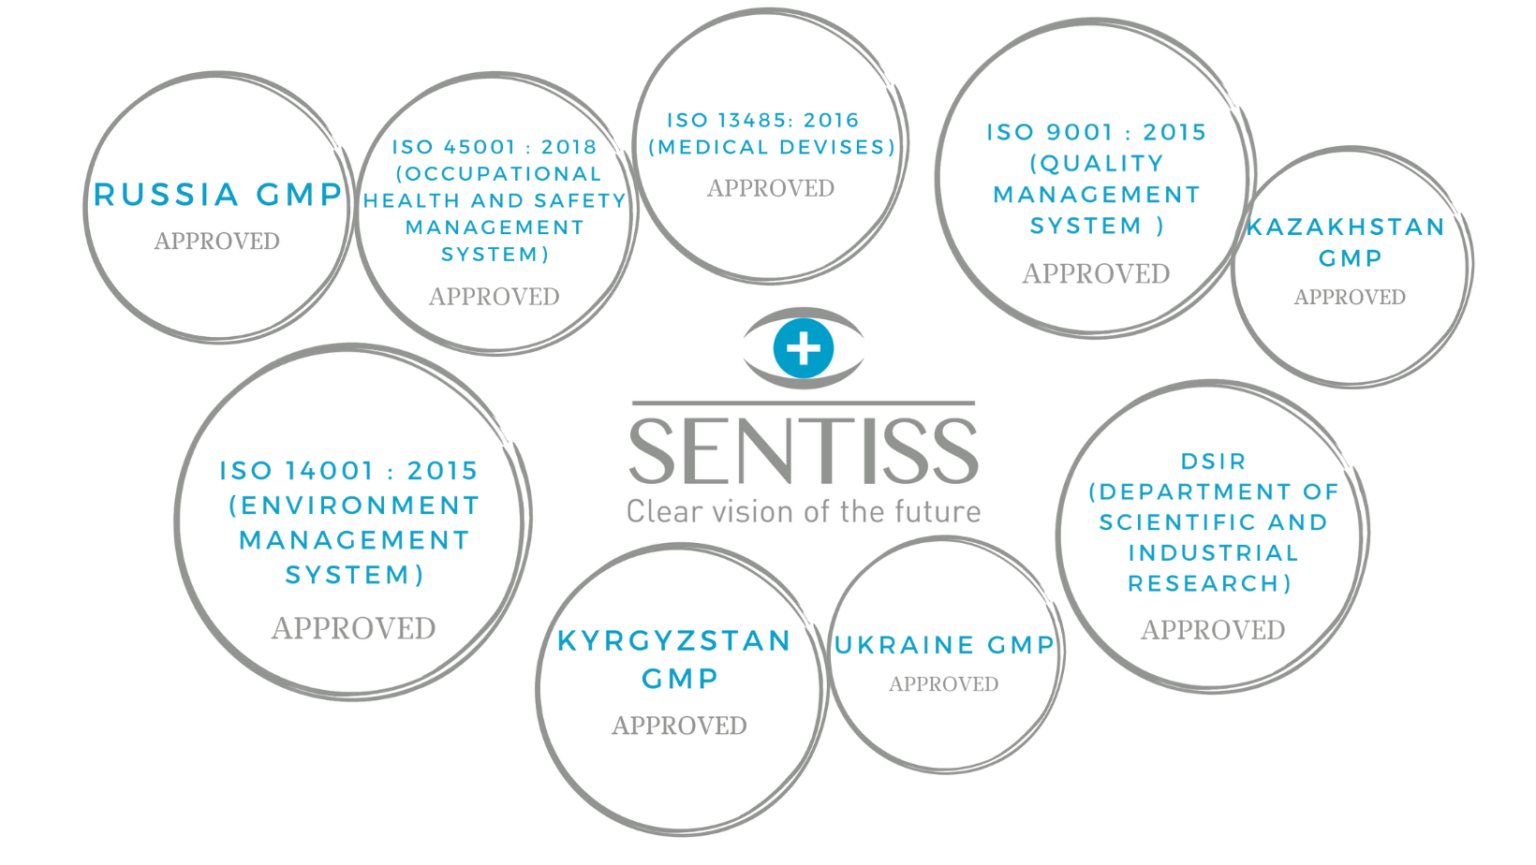 RUSSIA GMP
APPROVED
ISO 45001 : 2018
(OCCUPATIONAL
HEALTH AND SAFETY
MANAGEMENT
SYSTEM)
APPROVED
ISO 13485: 2016
(MEDICAL DEVISES)
APPROVED
ISO 9001 : 2015
(QUALITY
MANAGEMENT
SYSTEM )
APPROVED
KAZAKHSTAN
GMP
APPROVED
SENTISS
Clear vision of the future
ISO 14001 : 2015
(ENVIRONMENT
MANAGEMENT
SYSTEM)
APPROVED
KYRGYZSTAN
GMP
APPROVED
UKRAINE GMP
APPROVED
DSIR
(DEPARTMENT OF
SCIENTIFIC AND
INDUSTRIAL
RESEARCH)
APPROVED